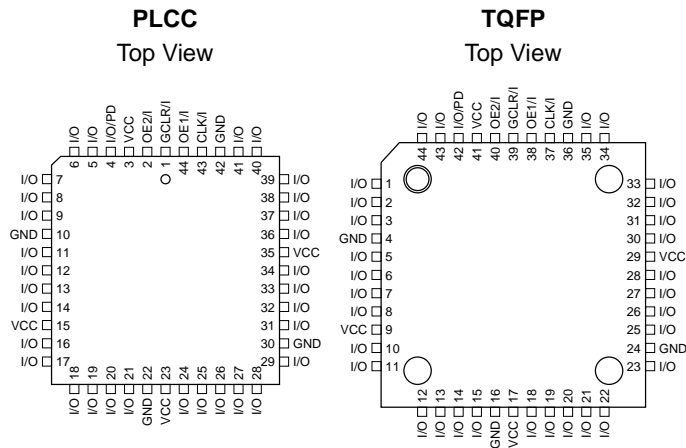 PLCC
Top View
I/O I/O I/O/PD VCC OE2/I GCLR/I OE1/I CLK/I GND I/O I/O
6 5 4 3 2 1 44 43 42 41 40
I/O 7 39 I/O
I/O 8 38 I/O
I/O 9 37 I/O
GND 10 36 I/O
I/O 11 35 VCC
I/O 12 34 I/O
I/O 13 33 I/O
I/O 14 32 I/O
VCC 15 31 I/O
I/O 16 30 GND
I/O 17 29 I/O
18 19 20 21 22 23 24 25 26 27 28
I/O I/O I/O I/O GND VCC I/O I/O I/O I/O I/O
TQFP
Top View
I/O I/O I/O/PD VCC OE2/I GCLR/I OE1/I CLK/I GND I/O I/O
44 43 42 41 40 39 38 37 36 35 34
I/O 1 33 I/O
I/O 2 32 I/O
I/O 3 31 I/O
GND 4 30 I/O
I/O 5 29 VCC
I/O 6 28 I/O
I/O 7 27 I/O
I/O 8 26 I/O
VCC 9 25 I/O
I/O 10 24 GND
I/O 11 23 I/O
12 13 14 15 16 17 18 19 20 21 22
I/O I/O I/O I/O GND VCC I/O I/O I/O I/O I/O